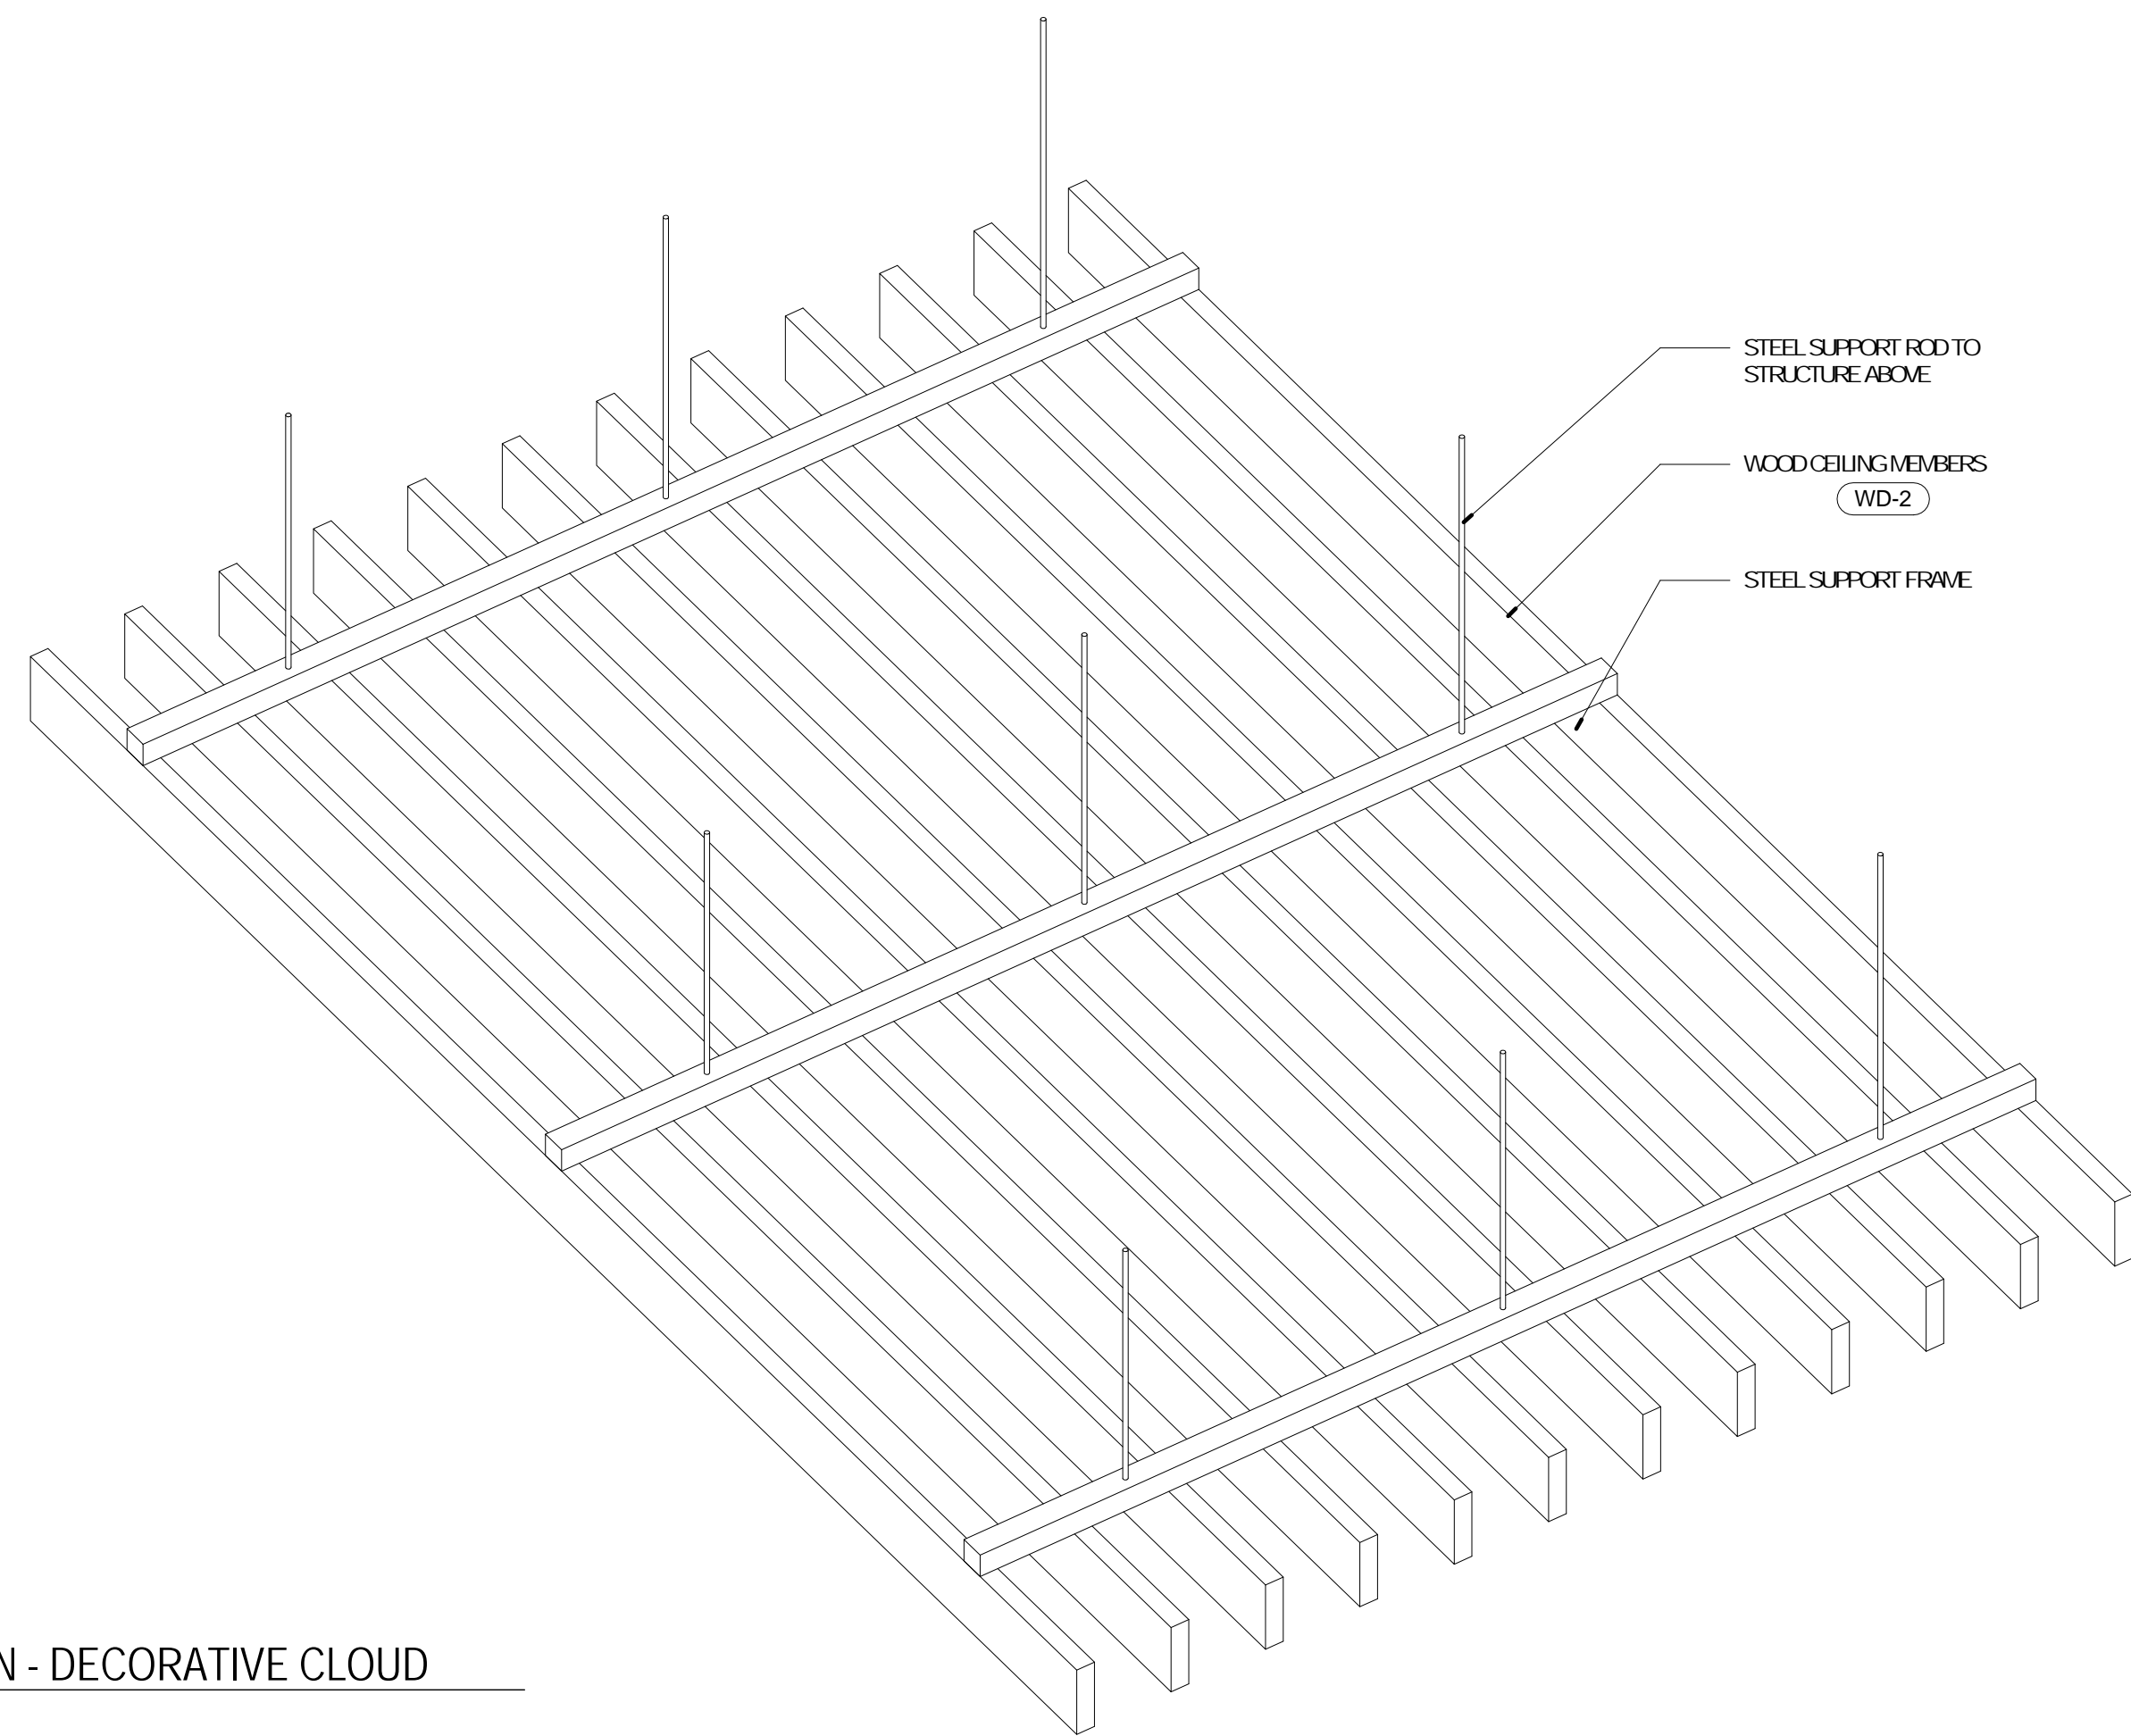 STEEL SUPPORT ROD TO
STRUCTURE ABOVE
WOOD CEILING MEMBERS
WD-2
STEEL SUPPORT FRAME
- DECORATIVE CLOUD